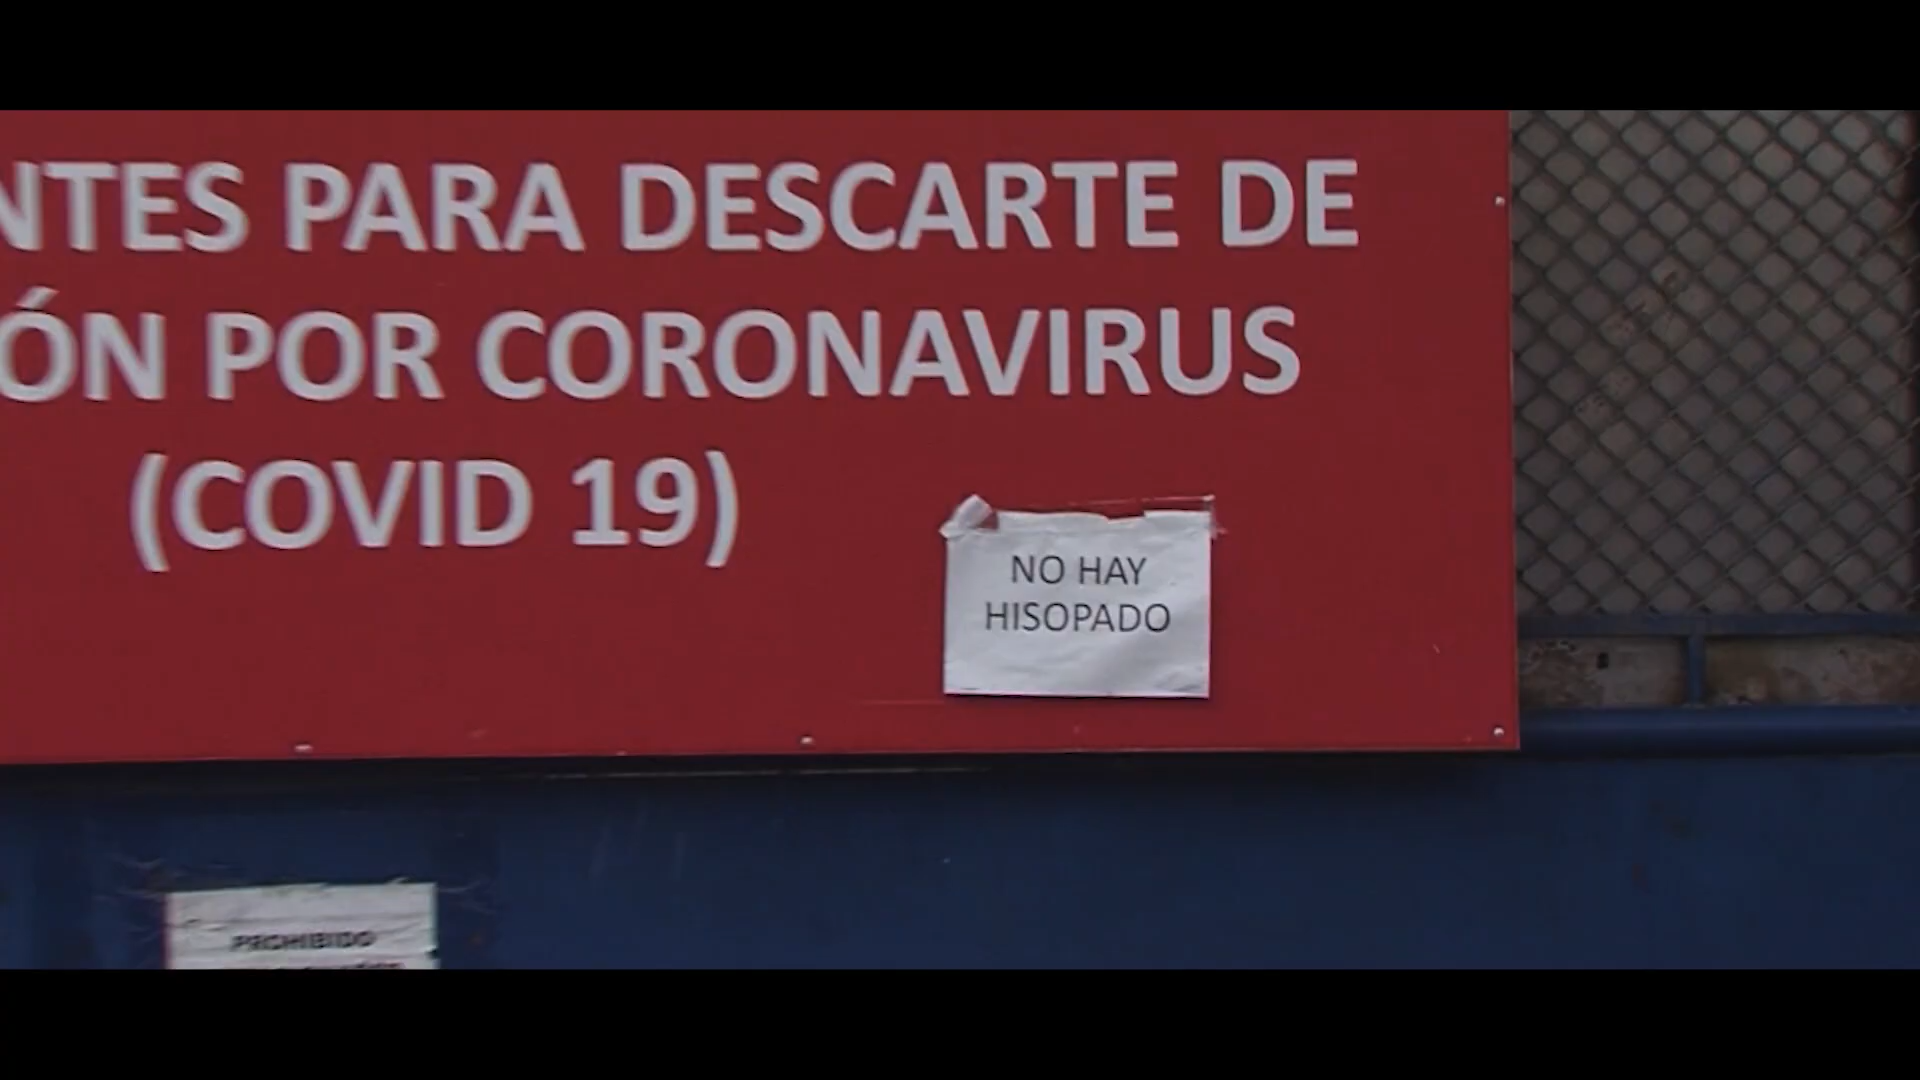 NTES PARA DESCARTE DE
ÓN POR CORONAVIRUS
(COVID 19)
NO HAY
HISOPADO
PROHIBIDO